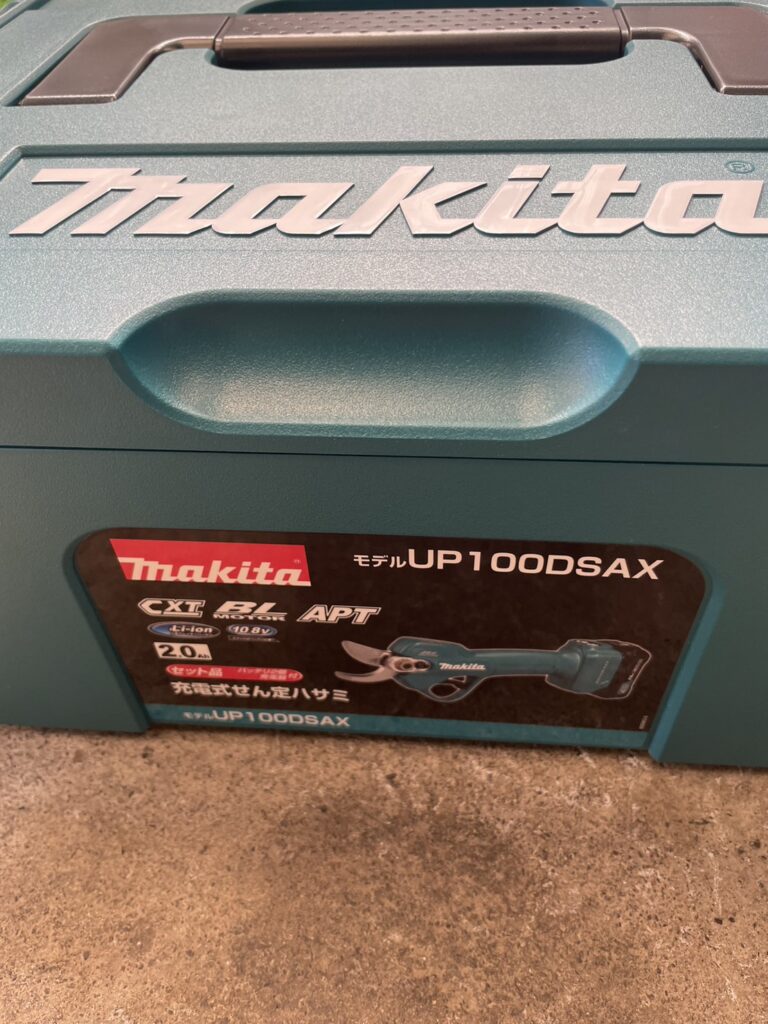 makita®
makita®
モデルUP100DSAX
CXT BL MOTOR APT
Li-ion 10.8v
2.0Ah
セット品 バッテリ2個 充電器 付
充電式せん定ハサミ
makita
モデルUP100DSAX